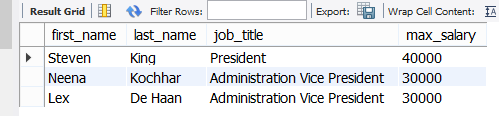 Result Grid Filter Rows: Export: Wrap Cell Content: IA
first_name last_name job_title max_salary
Steven King President 40000
Neena Kochhar Administration Vice President 30000
Lex De Haan Administration Vice President 30000